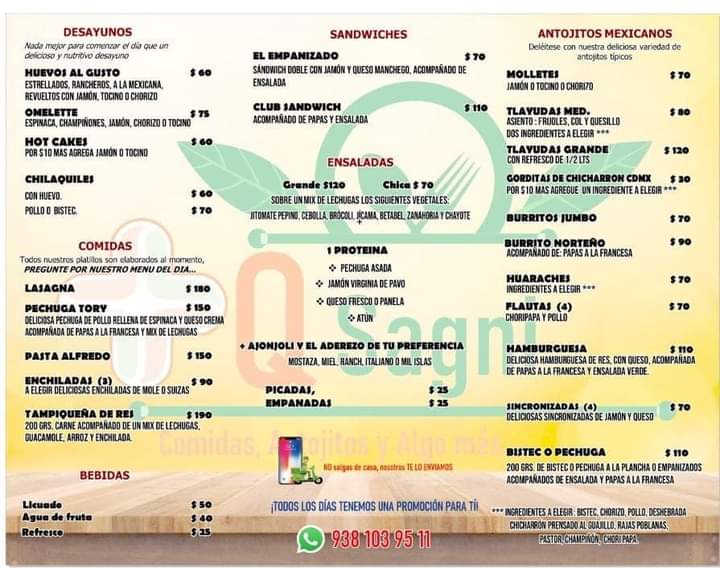 DESAYUNOS
Nada mejor para comenzar el día que un
delicioso y nutritivo desayuno
HUEVOS AL GUSTO $ 60
ESTRELLADOS, RANCHEROS, A LA MEXICANA,
REVUELTOS CON JAMÓN, TOCINO O CHORIZO
OMELETTE $ 75
ESPINACA, CHAMPIÑONES, JAMÓN, CHORIZO O TOCINO
HOT CAKES $ 60
POR $10 MAS AGREGA JAMÓN O TOCINO
CHILAQUILES
CON HUEVO. $ 60
POLLO O BISTEC. $ 70
COMIDAS
Todos nuestros platillos son elaborados al momento,
PREGUNTE POR NUESTRO MENU DEL DIA...
LASAGNA $ 180
PECHUGA TORY $ 150
DELICIOSA PECHUGA DE POLLO RELLENA DE ESPINACA Y QUESO CREMA
ACOMPAÑADA DE PAPAS A LA FRANCESA Y MIX DE LECHUGAS
PASTA ALFREDO $ 150
ENCHILADAS (3) $ 90
A ELEGIR DELICIOSAS ENCHILADAS DE MOLE O SUIZAS
TAMPIQUEÑA DE RES $ 190
200 GRS. CARNE ACOMPAÑADO DE UN MIX DE LECHUGAS,
GUACAMOLE, ARROZ Y ENCHILADA.
BEBIDAS
Licuado $ 50
Agua de fruta $ 40
Refresco $ 25
SANDWICHES
EL EMPANIZADO $ 70
SÁNDWICH DOBLE CON JAMÓN Y QUESO MANCHEGO, ACOMPAÑADO DE
ENSALADA
CLUB SANDWICH $ 110
ACOMPAÑADO DE PAPAS Y ENSALADA
ENSALADAS
Grande $120 Chica $ 70
SOBRE UN MIX DE LECHUGAS LOS SIGUIENTES VEGETALES:
JITOMATE PEPINO, CEBOLLA, BRÓCOLI, JÍCAMA, BETABEL, ZANAHORIA Y CHAYOTE
+
1 PROTEINA
❖ PECHUGA ASADA
❖ JAMÓN VIRGINIA DE PAVO
❖ QUESO FRESCO O PANELA
❖ ATÚN
+ AJONJOLI Y EL ADEREZO DE TU PREFERENCIA
MOSTAZA, MIEL, RANCH, ITALIANO O MIL ISLAS
PICADAS, $ 25
EMPANADAS $ 25
+Q Sagni
Comidas, Antojitos y Algo más
NO salgas de casa, nosotros TE LO ENVIAMOS
¡TODOS LOS DÍAS TENEMOS UNA PROMOCIÓN PARA TÍ!
938 103 95 11
ANTOJITOS MEXICANOS
Deléitese con nuestra deliciosa variedad de
antojitos típicos
MOLLETES $ 70
JAMÓN O TOCINO O CHORIZO
TLAYUDAS MED. $ 80
ASIENTO : FRIJOLES, COL Y QUESILLO
DOS INGREDIENTES A ELEGIR ***
TLAYUDAS GRANDE $ 120
CON REFRESCO DE 1/2 LTS
GORDITAS DE CHICHARRON CDMX $ 30
POR $10 MAS AGREGUE UN INGREDIENTE A ELEGIR ***
BURRITOS JUMBO $ 70
BURRITO NORTEÑO $ 90
ACOMPAÑADO DE: PAPAS A LA FRANCESA
HUARACHES $ 70
INGREDIENTES A ELEGIR ***
FLAUTAS (4) $ 70
CHORIPAPA Y POLLO
HAMBURGUESA $ 110
DELICIOSA HAMBURGUESA DE RES, CON QUESO, ACOMPAÑADA
DE PAPAS A LA FRANCESA Y ENSALADA VERDE.
SINCRONIZADAS (4) $ 70
DELICIOSAS SINCRONIZADAS DE JAMÓN Y QUESO
BISTEC O PECHUGA $ 110
200 GRS. DE BISTEC O PECHUGA A LA PLANCHA O EMPANIZADOS
ACOMPAÑADOS DE ENSALADA Y PAPAS A LA FRANCESA
*** INGREDIENTES A ELEGIR: BISTEC, CHORIZO, POLLO, DESHEBRADA
CHICHARRON PRENSADO AL GUAJILLO, RAJAS POBLANAS,
PASTOR, CHAMPIÑÓN, CHORI PAPA.